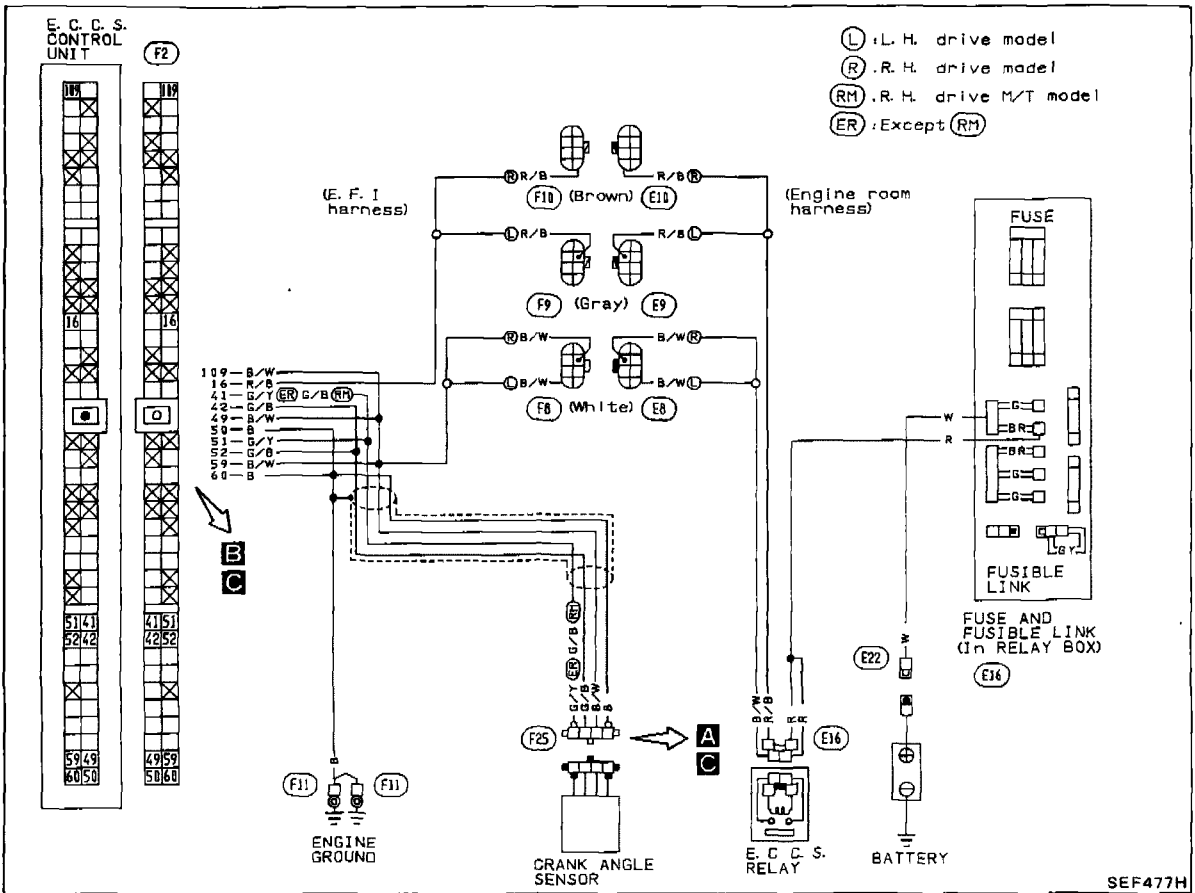 E. C. C. S.
CONTROL
UNIT
F2
L :L. H. drive model
R .R. H. drive model
RM .R. H. drive M/T model
ER :Except RM
109
109
(E. F. I
harness)
R R/B
R/B R
F10 (Brown) E10
(Engine room
harness)
L R/B
R/B L
F9 (Gray) E9
R B/W
B/W R
L B/W
B/W L
F8 (White) E8
FUSE
16
16
109 - B/W
16 - R/B
41 - G/Y ER G/B RM
42 - G/B
49 - B/W
50 - B
51 - G/Y
52 - G/B
59 - B/W
60 - B
W
R
G
BR
BR
G
G
GY
FUSIBLE
LINK
B
C
FUSE AND
FUSIBLE LINK
(In RELAY BOX)
E16
51 41
52 42
41 51
42 52
59 49
60 50
49 59
50 60
G/Y ER G/B RM
G/B
B/W
B
B/W
R/B
R
R
W
E22
F25
A
C
E16
B
F11
F11
ENGINE
GROUND
CRANK ANGLE
SENSOR
E. C C. S.
RELAY
BATTERY
SEF477H